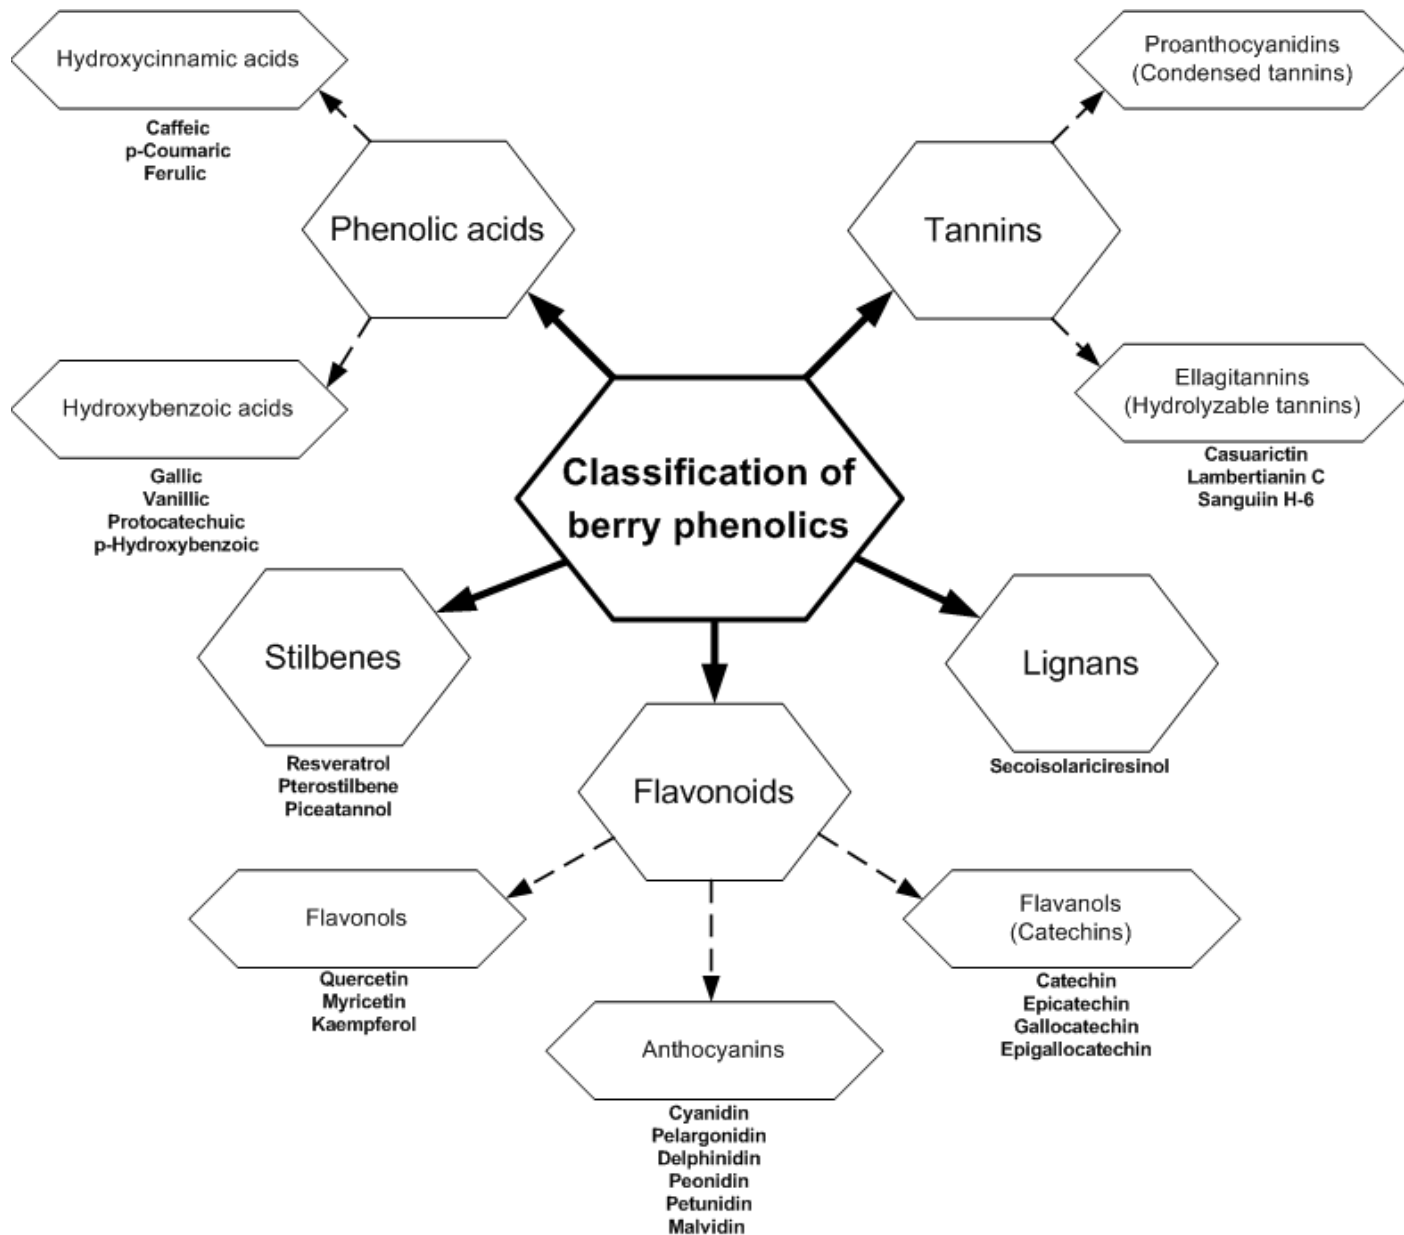 Hydroxycinnamic acids
Caffeic
p-Coumaric
Ferulic
Proanthocyanidins
(Condensed tannins)
Phenolic acids
Tannins
Hydroxybenzoic acids
Gallic
Vanillic
Protocatechuic
p-Hydroxybenzoic
Ellagitannins
(Hydrolyzable tannins)
Casuarictin
Lambertianin C
Sanguiin H-6
Classification of
berry phenolics
Stilbenes
Resveratrol
Pterostilbene
Piceatannol
Lignans
Secoisolariciresinol
Flavonoids
Flavonols
Quercetin
Myricetin
Kaempferol
Anthocyanins
Cyanidin
Pelargonidin
Delphinidin
Peonidin
Petunidin
Malvidin
Flavanols
(Catechins)
Catechin
Epicatechin
Gallocatechin
Epigallocatechin